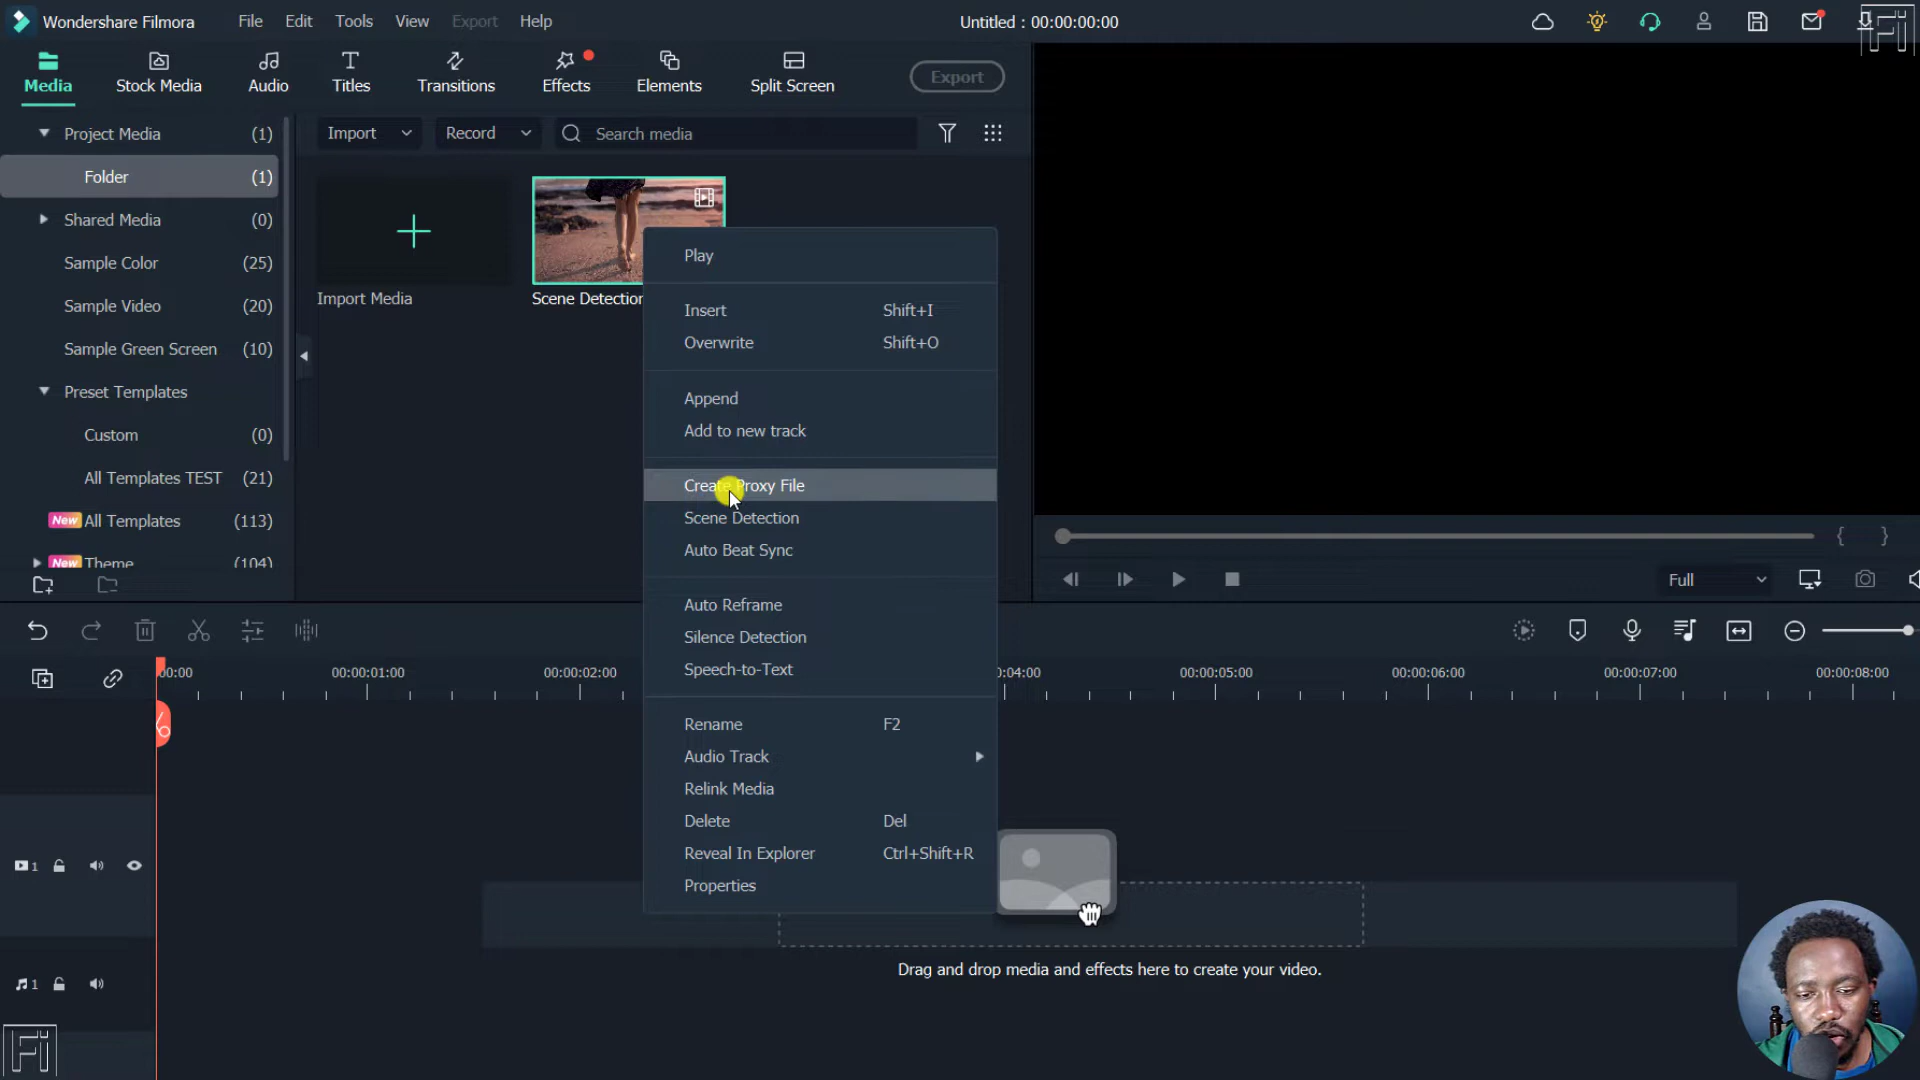 Wondershare Filmora File Edit Tools View Export Help Untitled : 00:00:00:00
Media Stock Media Audio Titles Transitions Effects Elements Split Screen Export
Project Media (1)
Folder (1)
Shared Media (0)
Sample Color (25)
Sample Video (20)
Sample Green Screen (10)
Preset Templates
Custom (0)
All Templates TEST (21)
New All Templates (113)
New Theme (104)
Import Record Search media
Import Media
Scene Detection
Play
Insert Shift+I
Overwrite Shift+O
Append
Add to new track
Create Proxy File
Scene Detection
Auto Beat Sync
Auto Reframe
Silence Detection
Speech-to-Text
Rename F2
Audio Track
Relink Media
Delete Del
Reveal In Explorer Ctrl+Shift+R
Properties
Full
00:00 00:00:01:00 00:00:02:00 0:04:00 00:00:05:00 00:00:06:00 00:00:07:00 00:00:08:00
1
1
Drag and drop media and effects here to create your video.
Fi
Fi